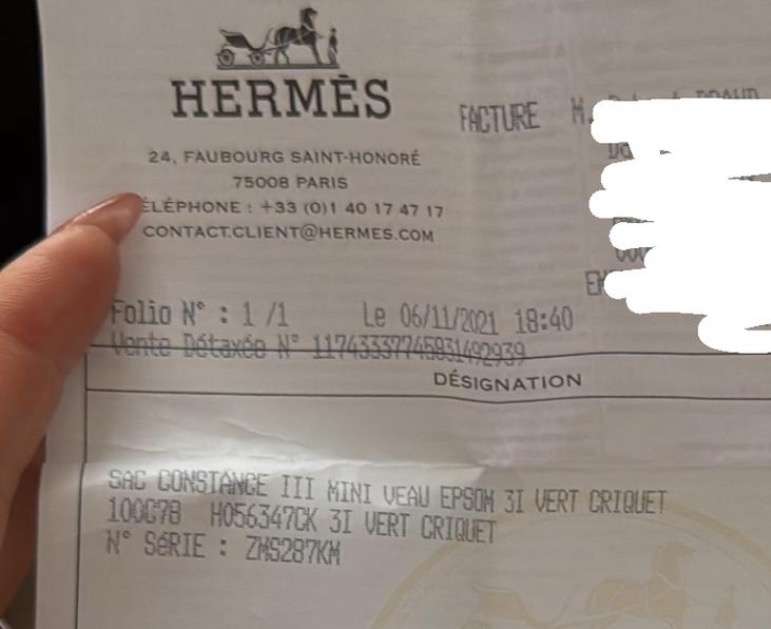 HERMÈS
FACTURE M.
24, FAUBOURG SAINT-HONORÉ
75008 PARIS
ÉLÉPHONE : +33 (0)1 40 17 47 17
CONTACT.CLIENT@HERMES.COM
Folio N° : 1 /1 Le 06/11/2021 18:40
Vente Détaxée N° 11743337745931492939
DÉSIGNATION
SAC CONSTANCE III MINI VEAU EPSOM 3I VERT CRIQUET
100C78 H056347CK 3I VERT CRIQUET
N° SéRIE : ZMS287KM